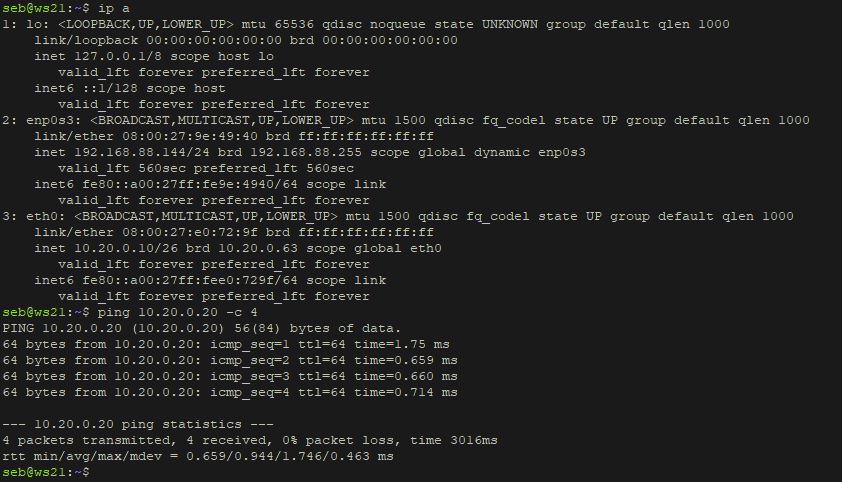 seb@ws21:~$ ip a
1: lo: <LOOPBACK,UP,LOWER_UP> mtu 65536 qdisc noqueue state UNKNOWN group default qlen 1000
    link/loopback 00:00:00:00:00:00 brd 00:00:00:00:00:00
    inet 127.0.0.1/8 scope host lo
       valid_lft forever preferred_lft forever
    inet6 ::1/128 scope host
       valid_lft forever preferred_lft forever
2: enp0s3: <BROADCAST,MULTICAST,UP,LOWER_UP> mtu 1500 qdisc fq_codel state UP group default qlen 1000
    link/ether 08:00:27:9e:49:40 brd ff:ff:ff:ff:ff:ff
    inet 192.168.88.144/24 brd 192.168.88.255 scope global dynamic enp0s3
       valid_lft 560sec preferred_lft 560sec
    inet6 fe80::a00:27ff:fe9e:4940/64 scope link
       valid_lft forever preferred_lft forever
3: eth0: <BROADCAST,MULTICAST,UP,LOWER_UP> mtu 1500 qdisc fq_codel state UP group default qlen 1000
    link/ether 08:00:27:e0:72:9f brd ff:ff:ff:ff:ff:ff
    inet 10.20.0.10/26 brd 10.20.0.63 scope global eth0
       valid_lft forever preferred_lft forever
    inet6 fe80::a00:27ff:fee0:729f/64 scope link
       valid_lft forever preferred_lft forever
seb@ws21:~$ ping 10.20.0.20 -c 4
PING 10.20.0.20 (10.20.0.20) 56(84) bytes of data.
64 bytes from 10.20.0.20: icmp_seq=1 ttl=64 time=1.75 ms
64 bytes from 10.20.0.20: icmp_seq=2 ttl=64 time=0.659 ms
64 bytes from 10.20.0.20: icmp_seq=3 ttl=64 time=0.660 ms
64 bytes from 10.20.0.20: icmp_seq=4 ttl=64 time=0.714 ms

--- 10.20.0.20 ping statistics ---
4 packets transmitted, 4 received, 0% packet loss, time 3016ms
rtt min/avg/max/mdev = 0.659/0.944/1.746/0.463 ms
seb@ws21:~$